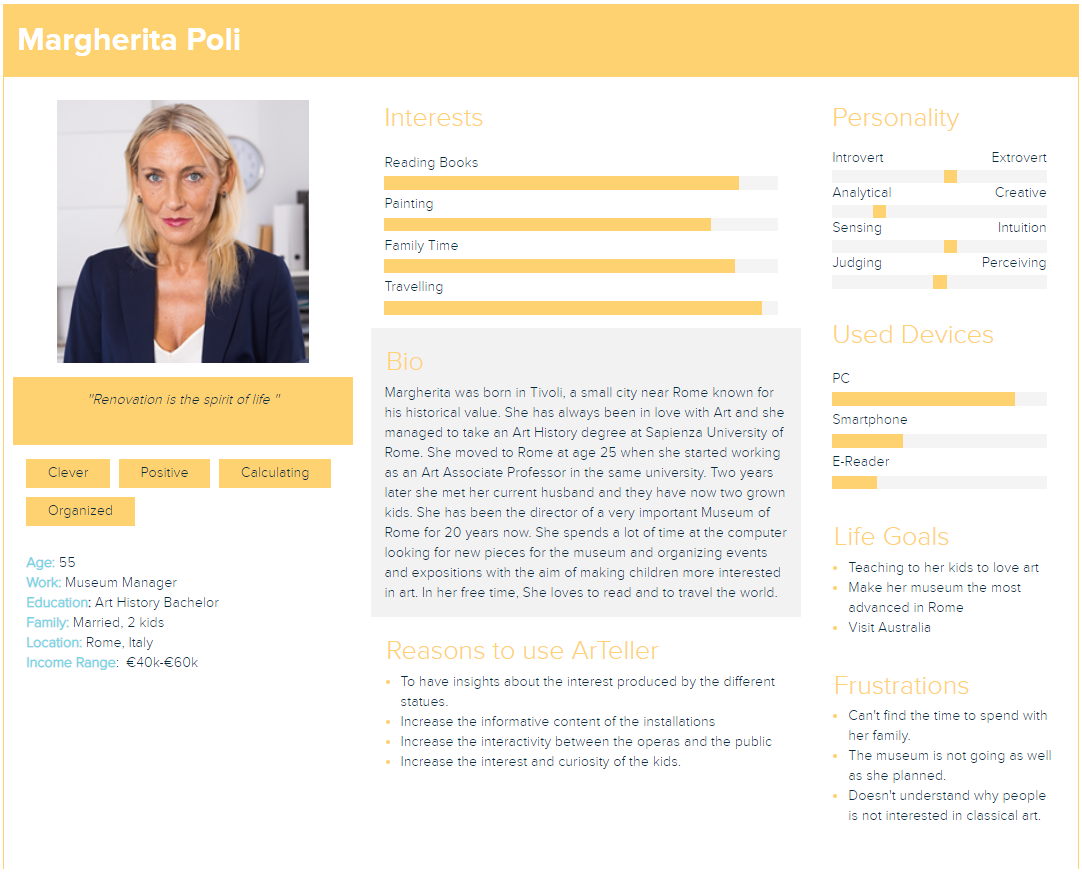 Margherita Poli
"Renovation is the spirit of life "
Clever
Positive
Calculating
Organized
Age: 55
Work: Museum Manager
Education: Art History Bachelor
Family: Married, 2 kids
Location: Rome, Italy
Income Range:  €40k-€60k
Interests
Reading Books
Painting
Family Time
Travelling
Bio
Margherita was born in Tivoli, a small city near Rome known for
his historical value. She has always been in love with Art and she
managed to take an Art History degree at Sapienza University of
Rome. She moved to Rome at age 25 when she started working
as an Art Associate Professor in the same university. Two years
later she met her current husband and they have now two grown
kids. She has been the director of a very important Museum of
Rome for 20 years now. She spends a lot of time at the computer
looking for new pieces for the museum and organizing events
and expositions with the aim of making children more interested
in art. In her free time, She loves to read and to travel the world.
Reasons to use ArTeller
To have insights about the interest produced by the different
statues.
Increase the informative content of the installations
Increase the interactivity between the operas and the public
Increase the interest and curiosity of the kids.
Personality
Introvert Extrovert
Analytical Creative
Sensing Intuition
Judging Perceiving
Used Devices
PC
Smartphone
E-Reader
Life Goals
Teaching to her kids to love art
Make her museum the most
advanced in Rome
Visit Australia
Frustrations
Can't find the time to spend with
her family.
The museum is not going as well
as she planned.
Doesn't understand why people
is not interested in classical art.